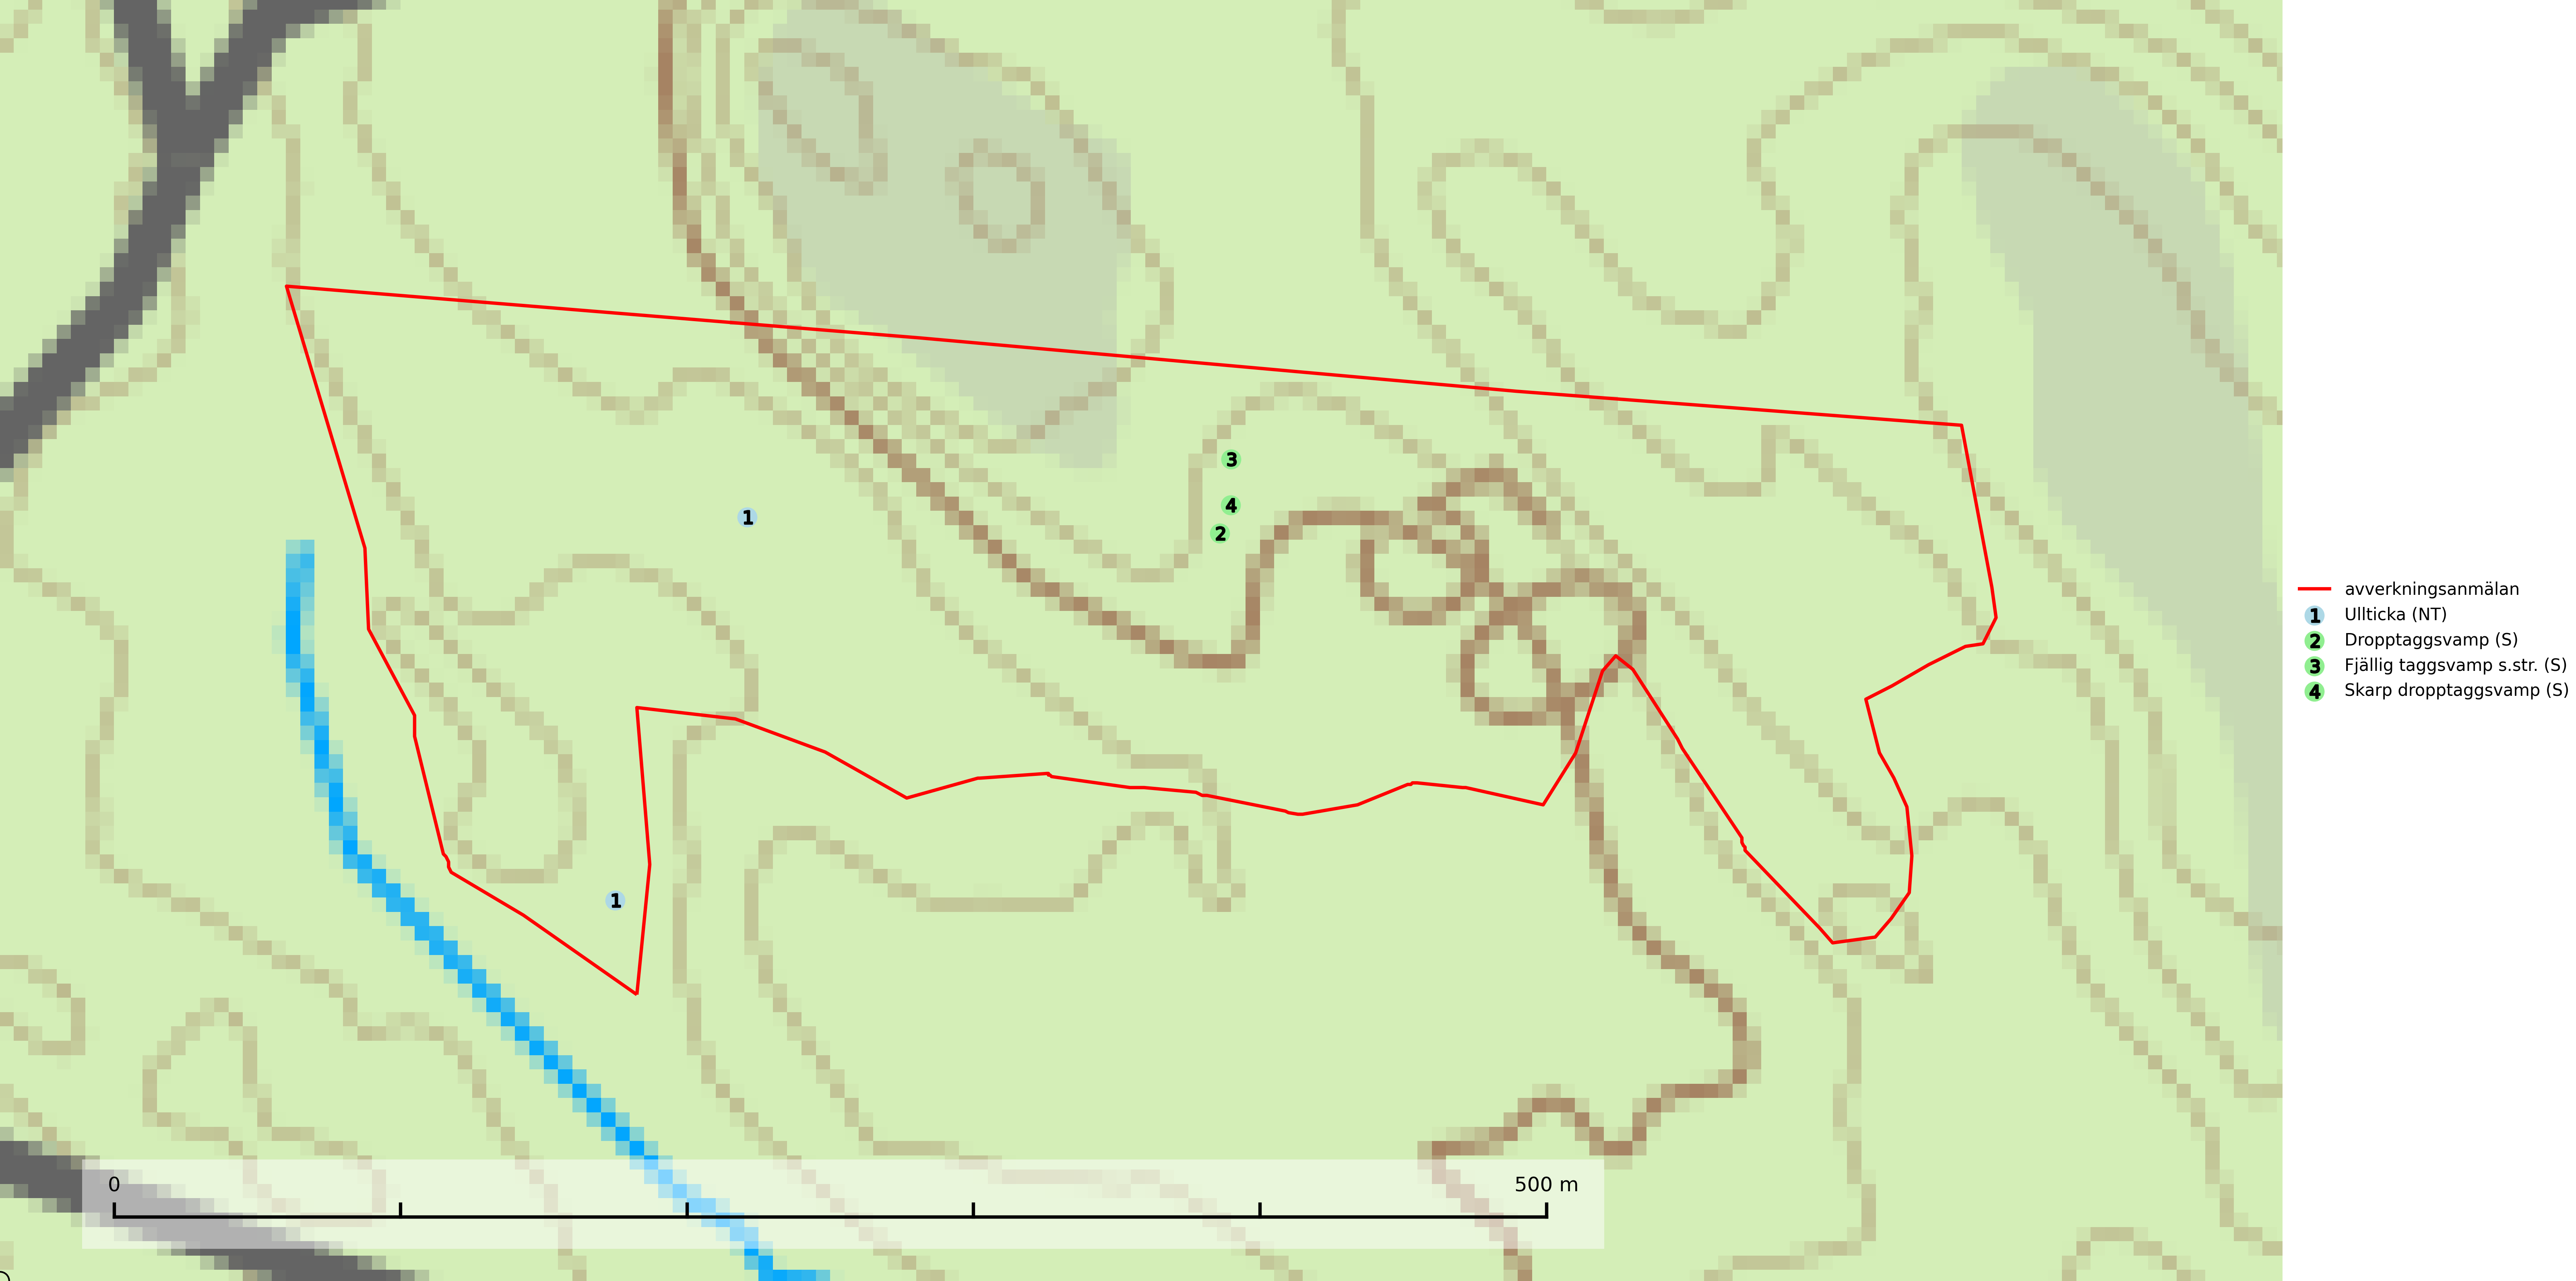 3
4
1
2
1
avverkningsanmälan
1 Ullticka (NT)
2 Dropptaggsvamp (S)
3 Fjällig taggsvamp s.str. (S)
4 Skarp dropptaggsvamp (S)
0 500 m